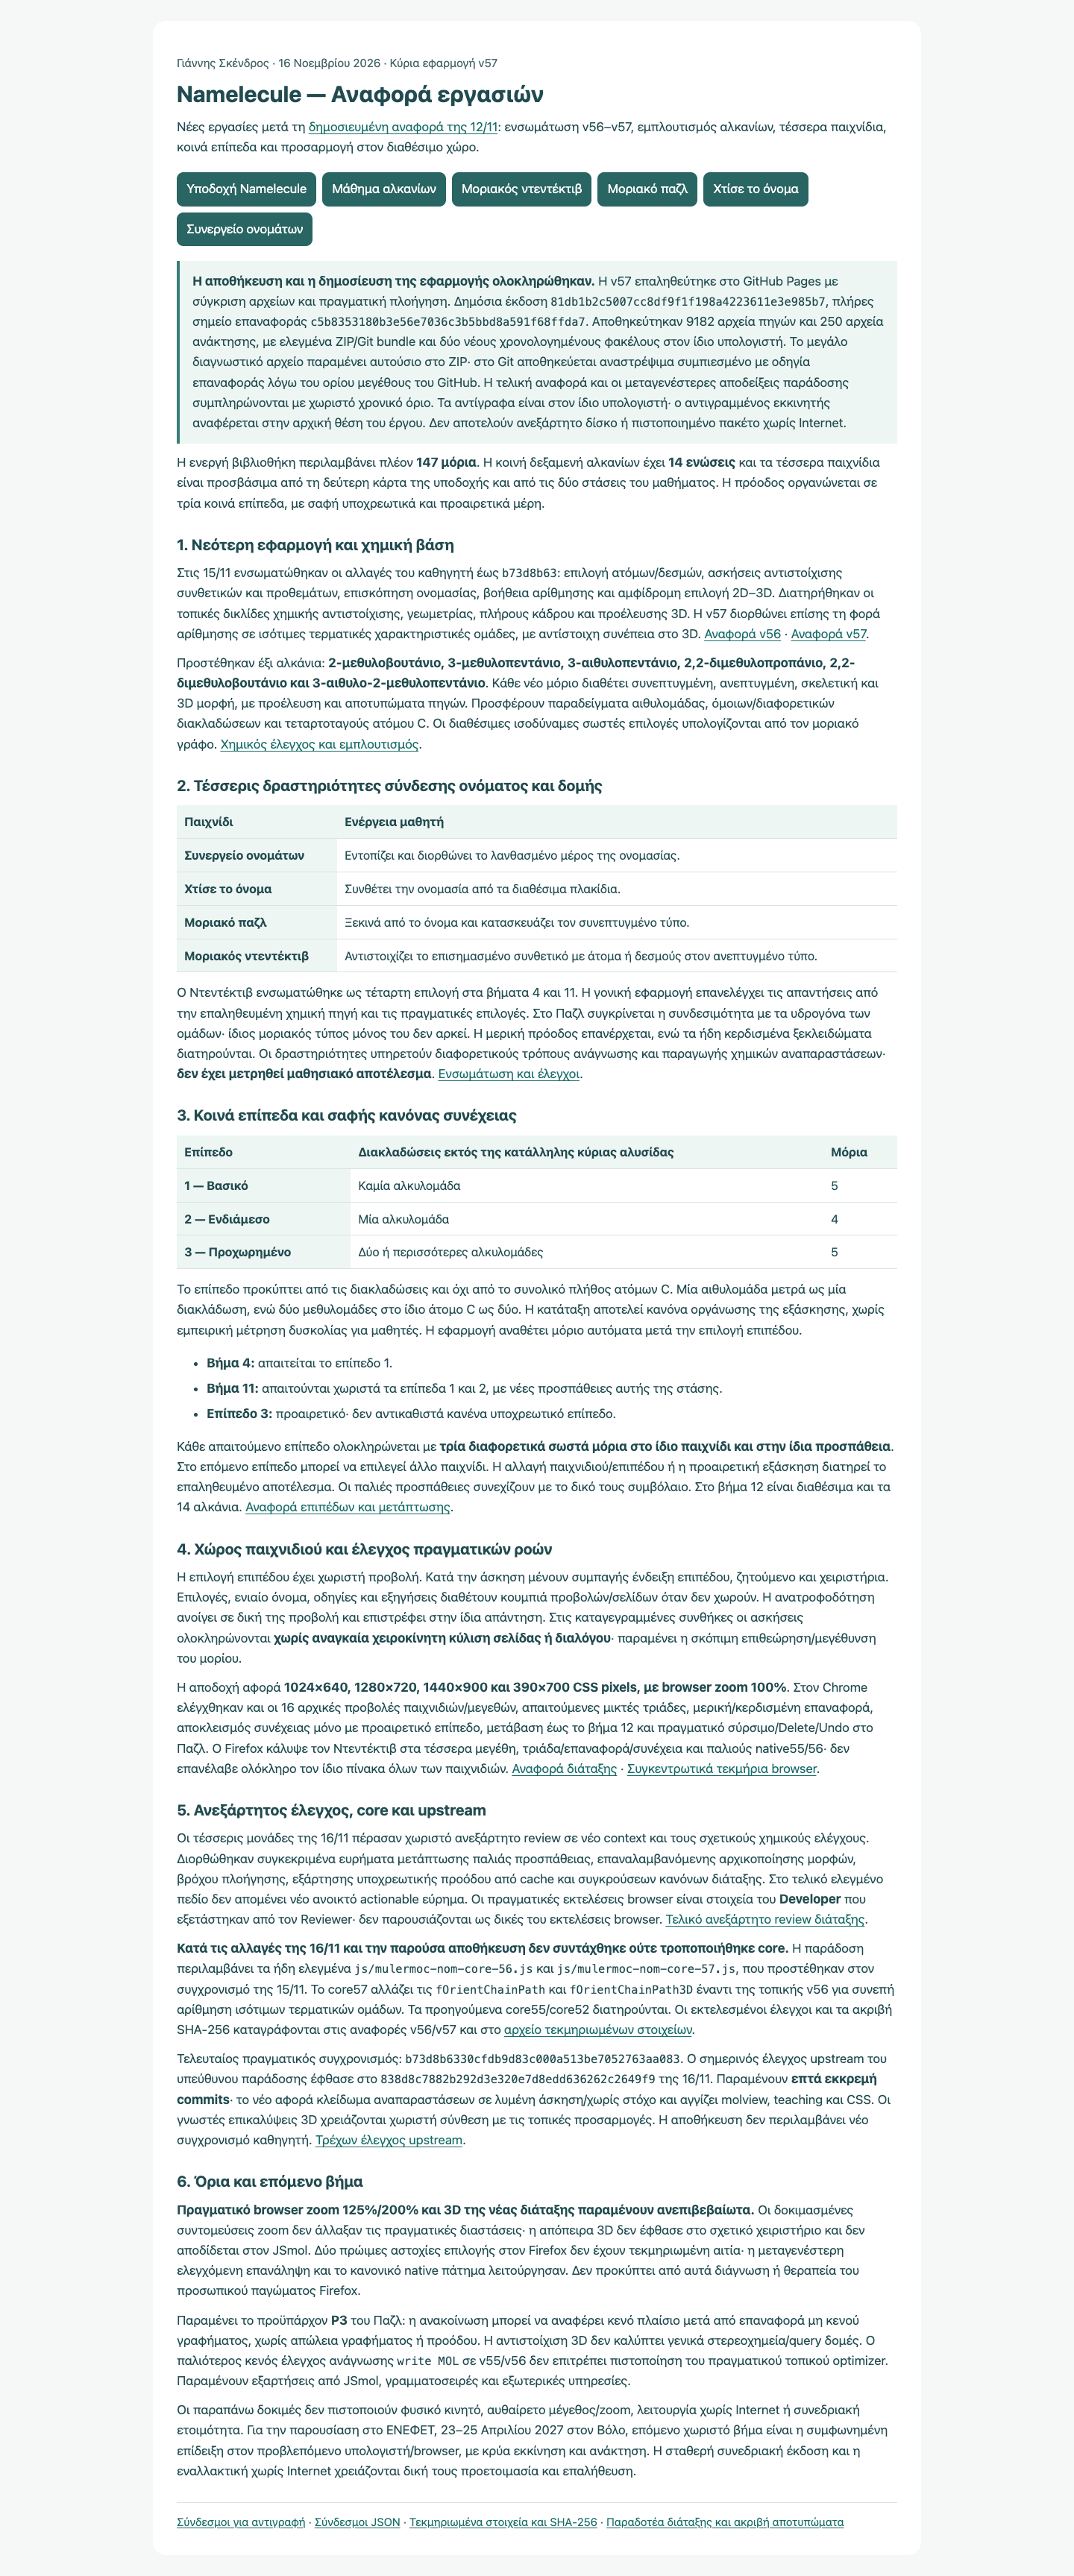 Γιάννης Σκένδρος · 16 Νοεμβρίου 2026 · Κύρια εφαρμογή v57
Namelecule — Αναφορά εργασιών
Νέες εργασίες μετά τη δημοσιευμένη αναφορά της 12/11: ενσωμάτωση v56–v57, εμπλουτισμός αλκανίων, τέσσερα παιχνίδια,
κοινά επίπεδα και προσαρμογή στον διαθέσιμο χώρο.
Υποδοχή Namelecule
Μάθημα αλκανίων
Μοριακός ντετέκτιβ
Μοριακό παζλ
Χτίσε το όνομα
Συνεργείο ονομάτων
Η αποθήκευση και η δημοσίευση της εφαρμογής ολοκληρώθηκαν. Η v57 επαληθεύτηκε στο GitHub Pages με
σύγκριση αρχείων και πραγματική πλοήγηση. Δημόσια έκδοση 81db1b2c5007cc8df9f1f198a4223611e3e985b7, πλήρες
σημείο επαναφοράς c5b8353180b3e56e7036c3b5bbd8a591f68ffda7. Αποθηκεύτηκαν 9182 αρχεία πηγών και 250 αρχεία
ανάκτησης, με ελεγμένα ZIP/Git bundle και δύο νέους χρονολογημένους φακέλους στον ίδιο υπολογιστή. Το μεγάλο
διαγνωστικό αρχείο παραμένει αυτούσιο στο ZIP· στο Git αποθηκεύεται αναστρέψιμα συμπιεσμένο με οδηγία
επαναφοράς λόγω του ορίου μεγέθους του GitHub. Η τελική αναφορά και οι μεταγενέστερες αποδείξεις παράδοσης
συμπληρώνονται με χωριστό χρονικό όριο. Τα αντίγραφα είναι στον ίδιο υπολογιστή· ο αντιγραμμένος εκκινητής
αναφέρεται στην αρχική θέση του έργου. Δεν αποτελούν ανεξάρτητο δίσκο ή πιστοποιημένο πακέτο χωρίς Internet.
Η ενεργή βιβλιοθήκη περιλαμβάνει πλέον 147 μόρια. Η κοινή δεξαμενή αλκανίων έχει 14 ενώσεις και τα τέσσερα παιχνίδια
είναι προσβάσιμα από τη δεύτερη κάρτα της υποδοχής και από τις δύο στάσεις του μαθήματος. Η πρόοδος οργανώνεται σε
τρία κοινά επίπεδα, με σαφή υποχρεωτικά και προαιρετικά μέρη.
1. Νεότερη εφαρμογή και χημική βάση
Στις 15/11 ενσωματώθηκαν οι αλλαγές του καθηγητή έως b73d8b63: επιλογή ατόμων/δεσμών, ασκήσεις αντιστοίχισης
συνθετικών και προθεμάτων, επισκόπηση ονομασίας, βοήθεια αρίθμησης και αμφίδρομη επιλογή 2D–3D. Διατηρήθηκαν οι
τοπικές δικλίδες χημικής αντιστοίχισης, γεωμετρίας, πλήρους κάδρου και προέλευσης 3D. Η v57 διορθώνει επίσης τη φορά
αρίθμησης σε ισότιμες τερματικές χαρακτηριστικές ομάδες, με αντίστοιχη συνέπεια στο 3D. Αναφορά v56 · Αναφορά v57.
Προστέθηκαν έξι αλκάνια: 2-μεθυλοβουτάνιο, 3-μεθυλοπεντάνιο, 3-αιθυλοπεντάνιο, 2,2-διμεθυλοπροπάνιο, 2,2-
διμεθυλοβουτάνιο και 3-αιθυλο-2-μεθυλοπεντάνιο. Κάθε νέο μόριο διαθέτει συνεπτυγμένη, ανεπτυγμένη, σκελετική και
3D μορφή, με προέλευση και αποτυπώματα πηγών. Προσφέρουν παραδείγματα αιθυλομάδας, όμοιων/διαφορετικών
διακλαδώσεων και τεταρτοταγούς ατόμου C. Οι διαθέσιμες ισοδύναμες σωστές επιλογές υπολογίζονται από τον μοριακό
γράφο. Χημικός έλεγχος και εμπλουτισμός.
2. Τέσσερις δραστηριότητες σύνδεσης ονόματος και δομής
Παιχνίδι Ενέργεια μαθητή
Συνεργείο ονομάτων Εντοπίζει και διορθώνει το λανθασμένο μέρος της ονομασίας.
Χτίσε το όνομα Συνθέτει την ονομασία από τα διαθέσιμα πλακίδια.
Μοριακό παζλ Ξεκινά από το όνομα και κατασκευάζει τον συνεπτυγμένο τύπο.
Μοριακός ντετέκτιβ Αντιστοιχίζει το επισημασμένο συνθετικό με άτομα ή δεσμούς στον ανεπτυγμένο τύπο.
Ο Ντετέκτιβ ενσωματώθηκε ως τέταρτη επιλογή στα βήματα 4 και 11. Η γονική εφαρμογή επανελέγχει τις απαντήσεις από
την επαληθευμένη χημική πηγή και τις πραγματικές επιλογές. Στο Παζλ συγκρίνεται η συνδεσιμότητα με τα υδρογόνα των
ομάδων· ίδιος μοριακός τύπος μόνος του δεν αρκεί. Η μερική πρόοδος επανέρχεται, ενώ τα ήδη κερδισμένα ξεκλειδώματα
διατηρούνται. Οι δραστηριότητες υπηρετούν διαφορετικούς τρόπους ανάγνωσης και παραγωγής χημικών αναπαραστάσεων·
δεν έχει μετρηθεί μαθησιακό αποτέλεσμα. Ενσωμάτωση και έλεγχοι.
3. Κοινά επίπεδα και σαφής κανόνας συνέχειας
Επίπεδο Διακλαδώσεις εκτός της κατάλληλης κύριας αλυσίδας Μόρια
1 — Βασικό Καμία αλκυλομάδα 5
2 — Ενδιάμεσο Μία αλκυλομάδα 4
3 — Προχωρημένο Δύο ή περισσότερες αλκυλομάδες 5
Το επίπεδο προκύπτει από τις διακλαδώσεις και όχι από το συνολικό πλήθος ατόμων C. Μία αιθυλομάδα μετρά ως μία
διακλάδωση, ενώ δύο μεθυλομάδες στο ίδιο άτομο C ως δύο. Η κατάταξη αποτελεί κανόνα οργάνωσης της εξάσκησης, χωρίς
εμπειρική μέτρηση δυσκολίας για μαθητές. Η εφαρμογή αναθέτει μόριο αυτόματα μετά την επιλογή επιπέδου.
• Βήμα 4: απαιτείται το επίπεδο 1.
• Βήμα 11: απαιτούνται χωριστά τα επίπεδα 1 και 2, με νέες προσπάθειες αυτής της στάσης.
• Επίπεδο 3: προαιρετικό· δεν αντικαθιστά κανένα υποχρεωτικό επίπεδο.
Κάθε απαιτούμενο επίπεδο ολοκληρώνεται με τρία διαφορετικά σωστά μόρια στο ίδιο παιχνίδι και στην ίδια προσπάθεια.
Στο επόμενο επίπεδο μπορεί να επιλεγεί άλλο παιχνίδι. Η αλλαγή παιχνιδιού/επιπέδου ή η προαιρετική εξάσκηση διατηρεί το
επαληθευμένο αποτέλεσμα. Οι παλιές προσπάθειες συνεχίζουν με το δικό τους συμβόλαιο. Στο βήμα 12 είναι διαθέσιμα και τα
14 αλκάνια. Αναφορά επιπέδων και μετάπτωσης.
4. Χώρος παιχνιδιού και έλεγχος πραγματικών ροών
Η επιλογή επιπέδου έχει χωριστή προβολή. Κατά την άσκηση μένουν συμπαγής ένδειξη επιπέδου, ζητούμενο και χειριστήρια.
Επιλογές, ενιαίο όνομα, οδηγίες και εξηγήσεις διαθέτουν κουμπιά προβολών/σελίδων όταν δεν χωρούν. Η ανατροφοδότηση
ανοίγει σε δική της προβολή και επιστρέφει στην ίδια απάντηση. Στις καταγεγραμμένες συνθήκες οι ασκήσεις
ολοκληρώνονται χωρίς αναγκαία χειροκίνητη κύλιση σελίδας ή διαλόγου· παραμένει η σκόπιμη επιθεώρηση/μεγέθυνση
του μορίου.
Η αποδοχή αφορά 1024×640, 1280×720, 1440×900 και 390×700 CSS pixels, με browser zoom 100%. Στον Chrome
ελέγχθηκαν και οι 16 αρχικές προβολές παιχνιδιών/μεγεθών, απαιτούμενες μικτές τριάδες, μερική/κερδισμένη επαναφορά,
αποκλεισμός συνέχειας μόνο με προαιρετικό επίπεδο, μετάβαση έως το βήμα 12 και πραγματικό σύρσιμο/Delete/Undo στο
Παζλ. Ο Firefox κάλυψε τον Ντετέκτιβ στα τέσσερα μεγέθη, τριάδα/επαναφορά/συνέχεια και παλιούς native55/56· δεν
επανέλαβε ολόκληρο τον ίδιο πίνακα όλων των παιχνιδιών. Αναφορά διάταξης · Συγκεντρωτικά τεκμήρια browser.
5. Ανεξάρτητος έλεγχος, core και upstream
Οι τέσσερις μονάδες της 16/11 πέρασαν χωριστό ανεξάρτητο review σε νέο context και τους σχετικούς χημικούς ελέγχους.
Διορθώθηκαν συγκεκριμένα ευρήματα μετάπτωσης παλιάς προσπάθειας, επαναλαμβανόμενης αρχικοποίησης μορφών,
βρόχου πλοήγησης, εξάρτησης υποχρεωτικής προόδου από cache και συγκρούσεων κανόνων διάταξης. Στο τελικό ελεγμένο
πεδίο δεν απομένει νέο ανοικτό actionable εύρημα. Οι πραγματικές εκτελέσεις browser είναι στοιχεία του Developer που
εξετάστηκαν από τον Reviewer· δεν παρουσιάζονται ως δικές του εκτελέσεις browser. Τελικό ανεξάρτητο review διάταξης.
Κατά τις αλλαγές της 16/11 και την παρούσα αποθήκευση δεν συντάχθηκε ούτε τροποποιήθηκε core. Η παράδοση
περιλαμβάνει τα ήδη ελεγμένα js/mulermoc-nom-core-56.js και js/mulermoc-nom-core-57.js, που προστέθηκαν στον
συγχρονισμό της 15/11. Το core57 αλλάζει τις fOrientChainPath και fOrientChainPath3D έναντι της τοπικής v56 για συνεπή
αρίθμηση ισότιμων τερματικών ομάδων. Τα προηγούμενα core55/core52 διατηρούνται. Οι εκτελεσμένοι έλεγχοι και τα ακριβή
SHA-256 καταγράφονται στις αναφορές v56/v57 και στο αρχείο τεκμηριωμένων στοιχείων.
Τελευταίος πραγματικός συγχρονισμός: b73d8b6330cfdb9d83c000a513be7052763aa083. Ο σημερινός έλεγχος upstream του
υπεύθυνου παράδοσης έφθασε στο 838d8c7882b292d3e320e7d8edd636262c2649f9 της 16/11. Παραμένουν επτά εκκρεμή
commits· το νέο αφορά κλείδωμα αναπαραστάσεων σε λυμένη άσκηση/χωρίς στόχο και αγγίζει molview, teaching και CSS. Οι
γνωστές επικαλύψεις 3D χρειάζονται χωριστή σύνθεση με τις τοπικές προσαρμογές. Η αποθήκευση δεν περιλαμβάνει νέο
συγχρονισμό καθηγητή. Τρέχων έλεγχος upstream.
6. Όρια και επόμενο βήμα
Πραγματικό browser zoom 125%/200% και 3D της νέας διάταξης παραμένουν ανεπιβεβαίωτα. Οι δοκιμασμένες
συντομεύσεις zoom δεν άλλαξαν τις πραγματικές διαστάσεις· η απόπειρα 3D δεν έφθασε στο σχετικό χειριστήριο και δεν
αποδίδεται στον JSmol. Δύο πρώιμες αστοχίες επιλογής στον Firefox δεν έχουν τεκμηριωμένη αιτία· η μεταγενέστερη
ελεγχόμενη επανάληψη και το κανονικό native πάτημα λειτούργησαν. Δεν προκύπτει από αυτά διάγνωση ή θεραπεία του
προσωπικού παγώματος Firefox.
Παραμένει το προϋπάρχον P3 του Παζλ: η ανακοίνωση μπορεί να αναφέρει κενό πλαίσιο μετά από επαναφορά μη κενού
γραφήματος, χωρίς απώλεια γραφήματος ή προόδου. Η αντιστοίχιση 3D δεν καλύπτει γενικά στερεοχημεία/query δομές. Ο
παλιότερος κενός έλεγχος ανάγνωσης write MOL σε v55/v56 δεν επιτρέπει πιστοποίηση του πραγματικού τοπικού optimizer.
Παραμένουν εξαρτήσεις από JSmol, γραμματοσειρές και εξωτερικές υπηρεσίες.
Οι παραπάνω δοκιμές δεν πιστοποιούν φυσικό κινητό, αυθαίρετο μέγεθος/zoom, λειτουργία χωρίς Internet ή συνεδριακή
ετοιμότητα. Για την παρουσίαση στο ΕΝΕΦΕΤ, 23–25 Απριλίου 2027 στον Βόλο, επόμενο χωριστό βήμα είναι η συμφωνημένη
επίδειξη στον προβλεπόμενο υπολογιστή/browser, με κρύα εκκίνηση και ανάκτηση. Η σταθερή συνεδριακή έκδοση και η
εναλλακτική χωρίς Internet χρειάζονται δική τους προετοιμασία και επαλήθευση.
Σύνδεσμοι για αντιγραφή · Σύνδεσμοι JSON · Τεκμηριωμένα στοιχεία και SHA-256 · Παραδοτέα διάταξης και ακριβή αποτυπώματα